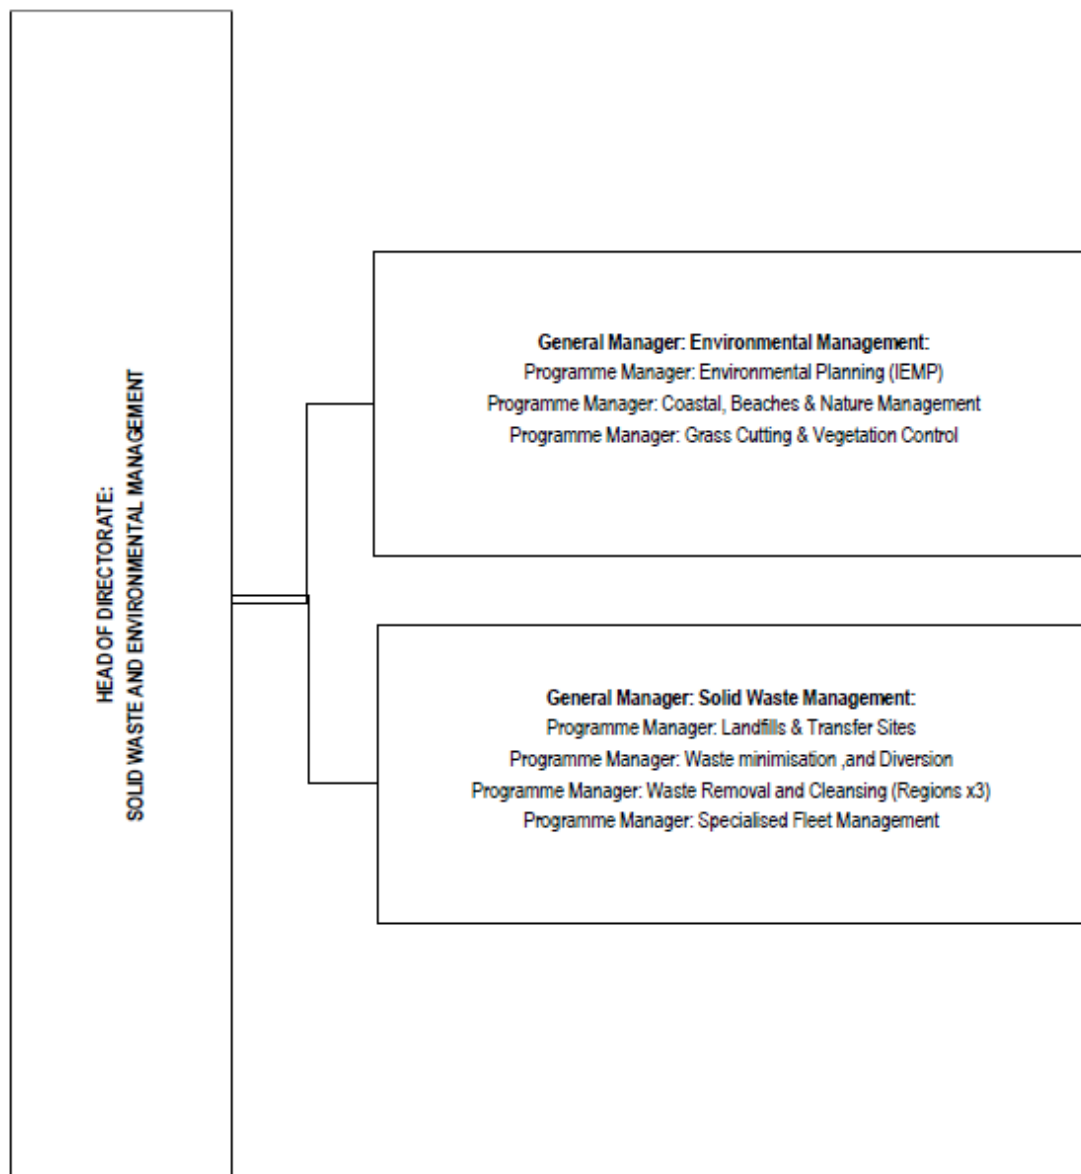 HEAD OF DIRECTORATE:
SOLID WASTE AND ENVIRONMENTAL MANAGEMENT
General Manager: Environmental Management:
Programme Manager: Environmental Planning (IEMP)
Programme Manager: Coastal, Beaches & Nature Management
Programme Manager: Grass Cutting & Vegetation Control
General Manager: Solid Waste Management:
Programme Manager: Landfills & Transfer Sites
Programme Manager: Waste minimisation ,and Diversion
Programme Manager: Waste Removal and Cleansing (Regions x3)
Programme Manager: Specialised Fleet Management